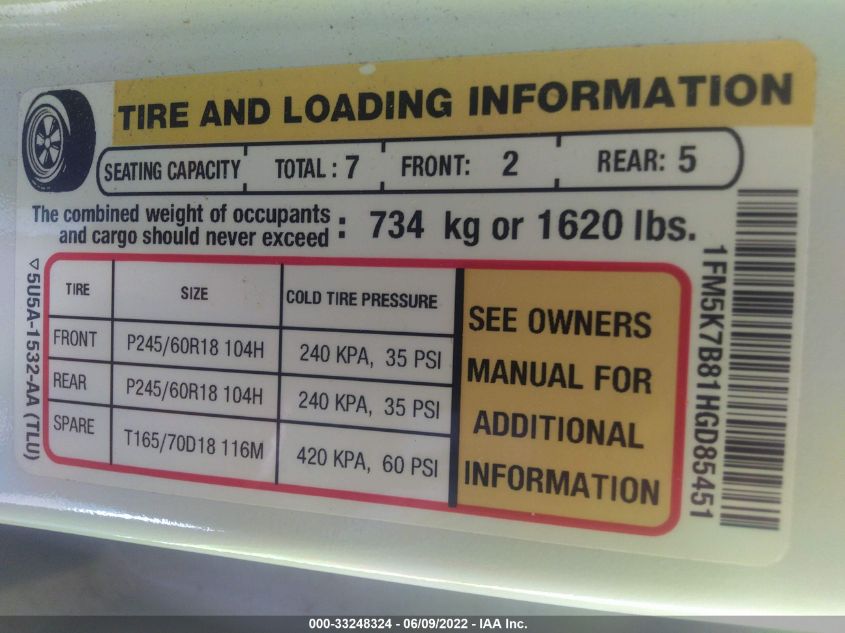 TIRE AND LOADING INFORMATION
SEATING CAPACITY TOTAL : 7 FRONT: 2 REAR: 5
The combined weight of occupants
and cargo should never exceed : 734 kg or 1620 lbs.
TIRE SIZE COLD TIRE PRESSURE
FRONT P245/60R18 104H 240 KPA, 35 PSI
REAR P245/60R18 104H 240 KPA, 35 PSI
SPARE T165/70D18 116M 420 KPA, 60 PSI
SEE OWNERS
MANUAL FOR
ADDITIONAL
INFORMATION
5U5A-1532-AA (TLU)
1FM5K7B81HGD85451
000-33248324 - 06/09/2022 - IAA Inc.